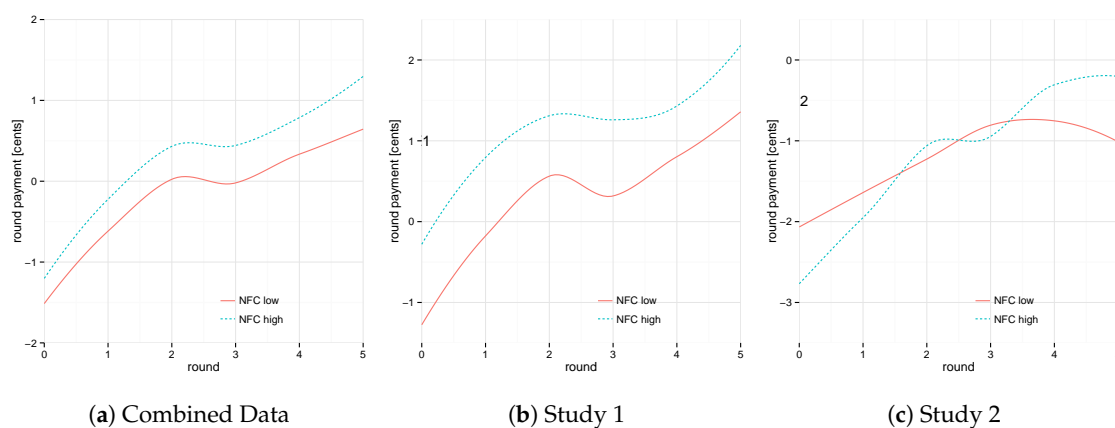 2
1
0
−1
−2
round payment [cents]
0 1 2 3 4 5
round
NFC low
NFC high
(a) Combined Data
2
1
1
0
−1
round payment [cents]
0 1 2 3 4 5
round
NFC low
NFC high
(b) Study 1
0
2
−1
−2
−3
round payment [cents]
0 1 2 3 4
round
NFC low
NFC high
(c) Study 2